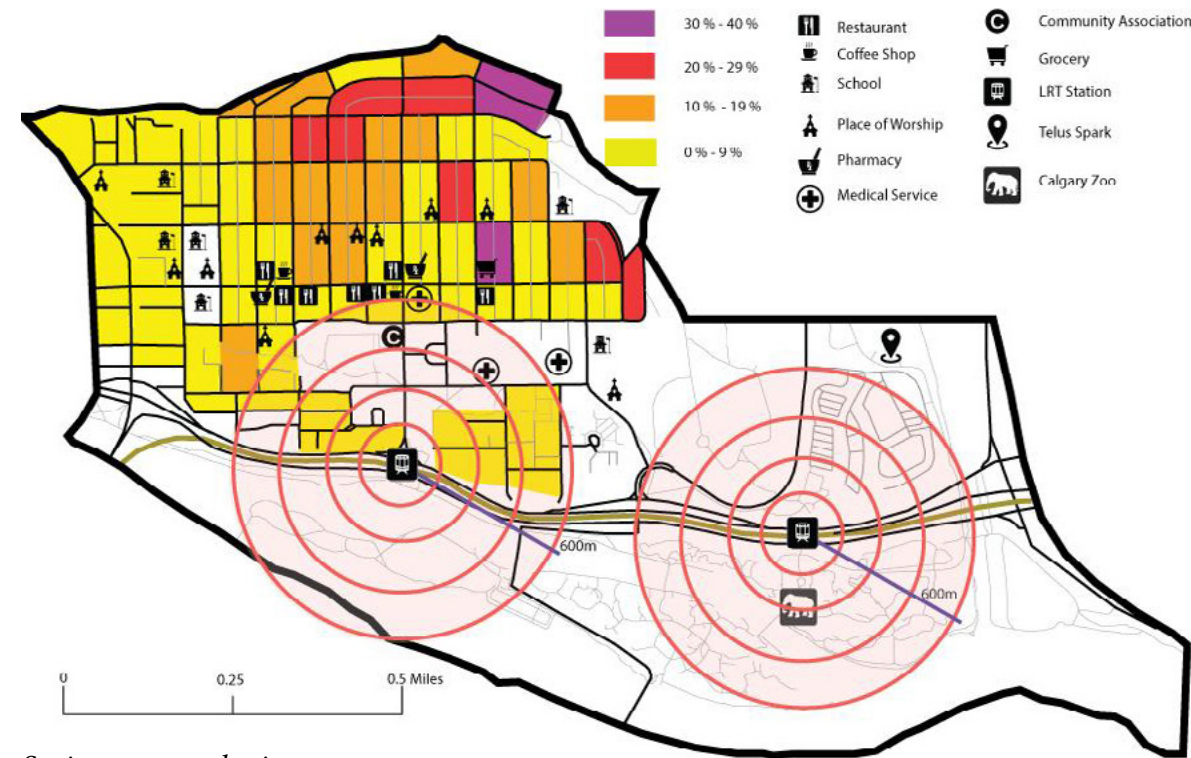 30 % - 40 %
20 % - 29 %
10 % - 19 %
0 % - 9 %
Restaurant
Coffee Shop
School
Place of Worship
Pharmacy
Medical Service
Community Association
Grocery
LRT Station
Telus Spark
Calgary Zoo
C
C
600m
600m
0
0.25
0.5 Miles